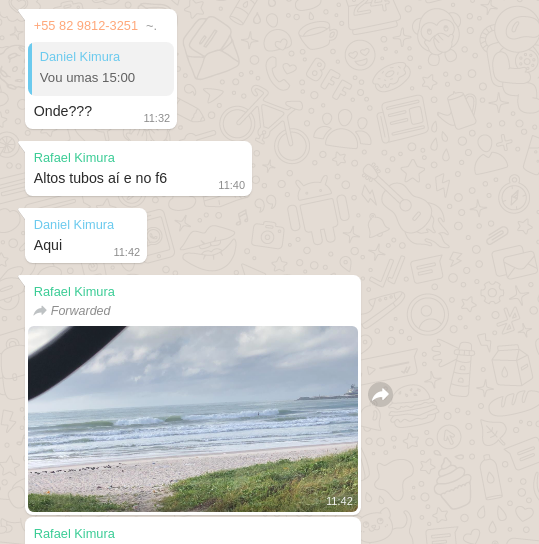 +55 82 9812-3251 ~.
Daniel Kimura
Vou umas 15:00
Onde???
11:32
Rafael Kimura
Altos tubos aí e no f6
11:40
Daniel Kimura
Aqui
11:42
Rafael Kimura
Forwarded
11:42
Rafael Kimura